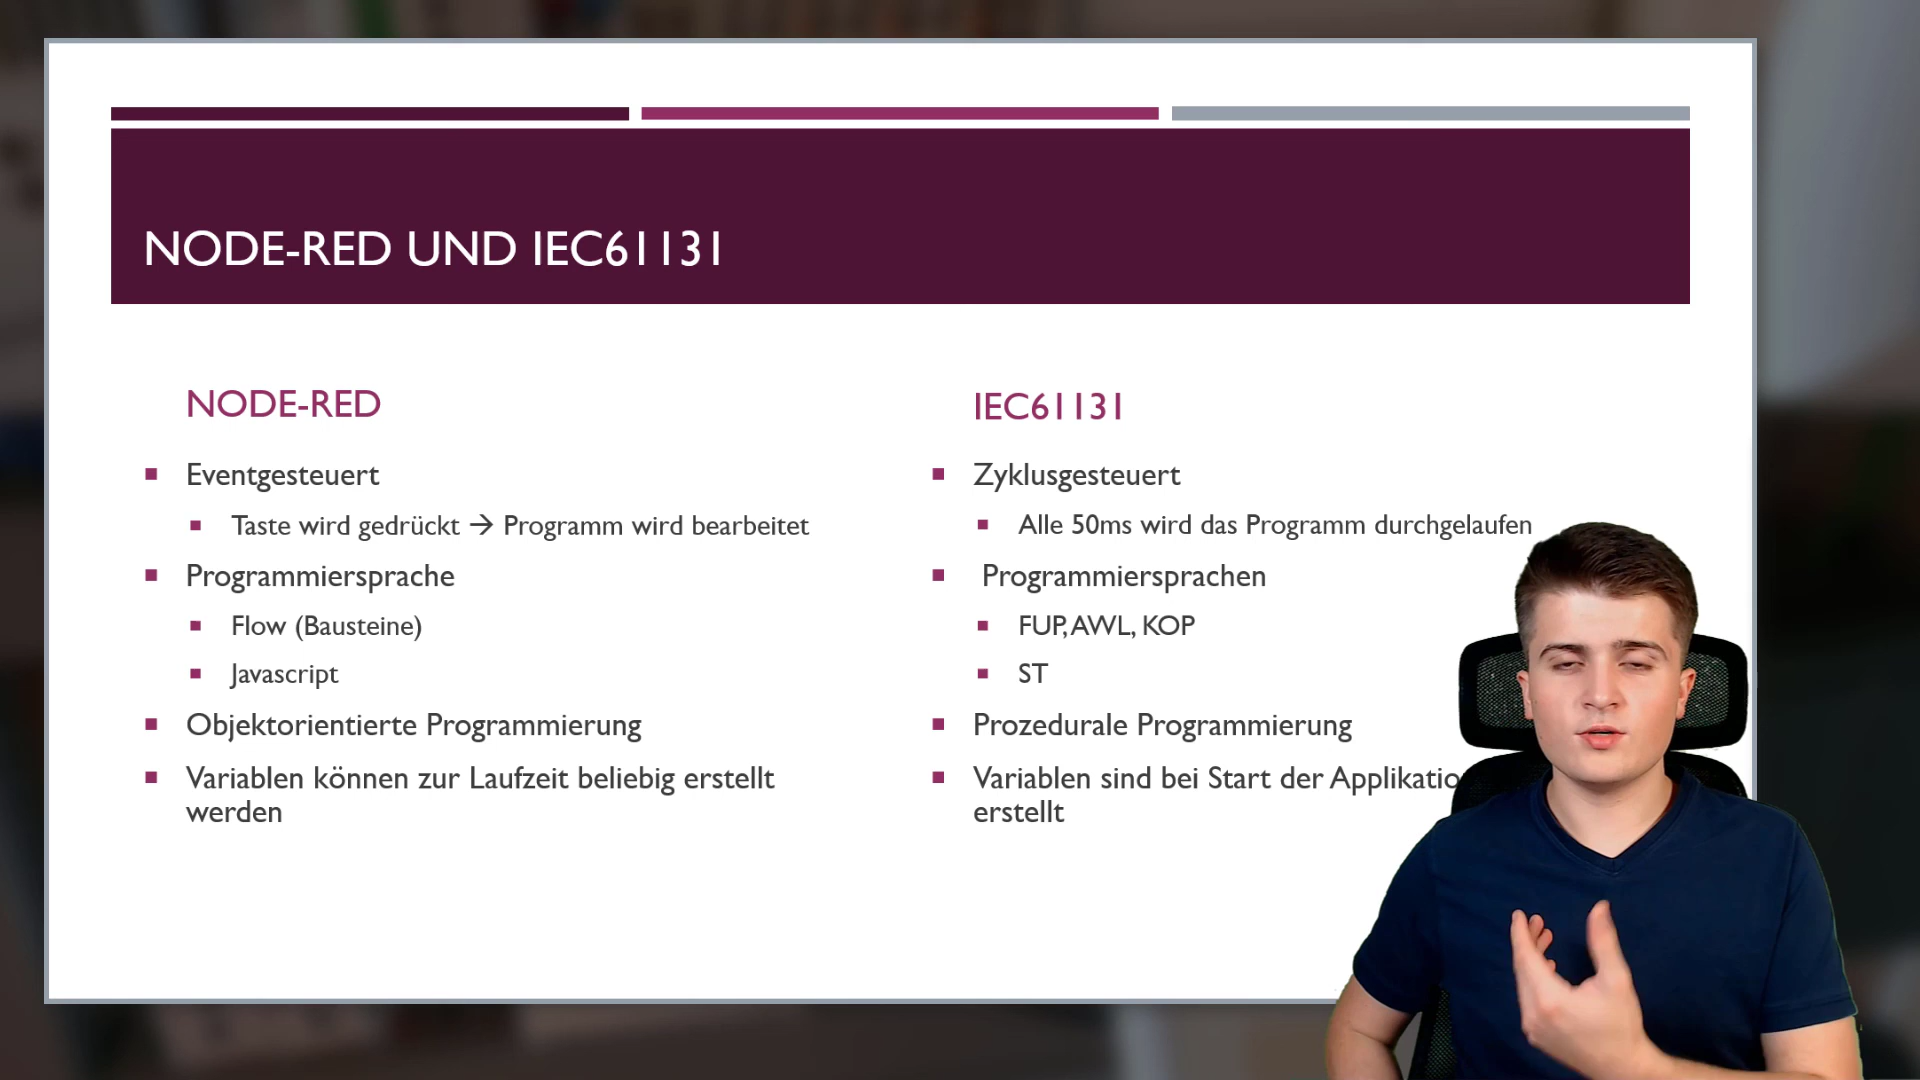 NODE-RED UND IEC61131
NODE-RED
Eventgesteuert
Taste wird gedrückt → Programm wird bearbeitet
Programmiersprache
Flow (Bausteine)
Javascript
Objektorientierte Programmierung
Variablen können zur Laufzeit beliebig erstellt
werden
IEC61131
Zyklusgesteuert
Alle 50ms wird das Programm durchgelaufen
Programmiersprachen
FUP, AWL, KOP
ST
Prozedurale Programmierung
Variablen sind bei Start der
erstellt